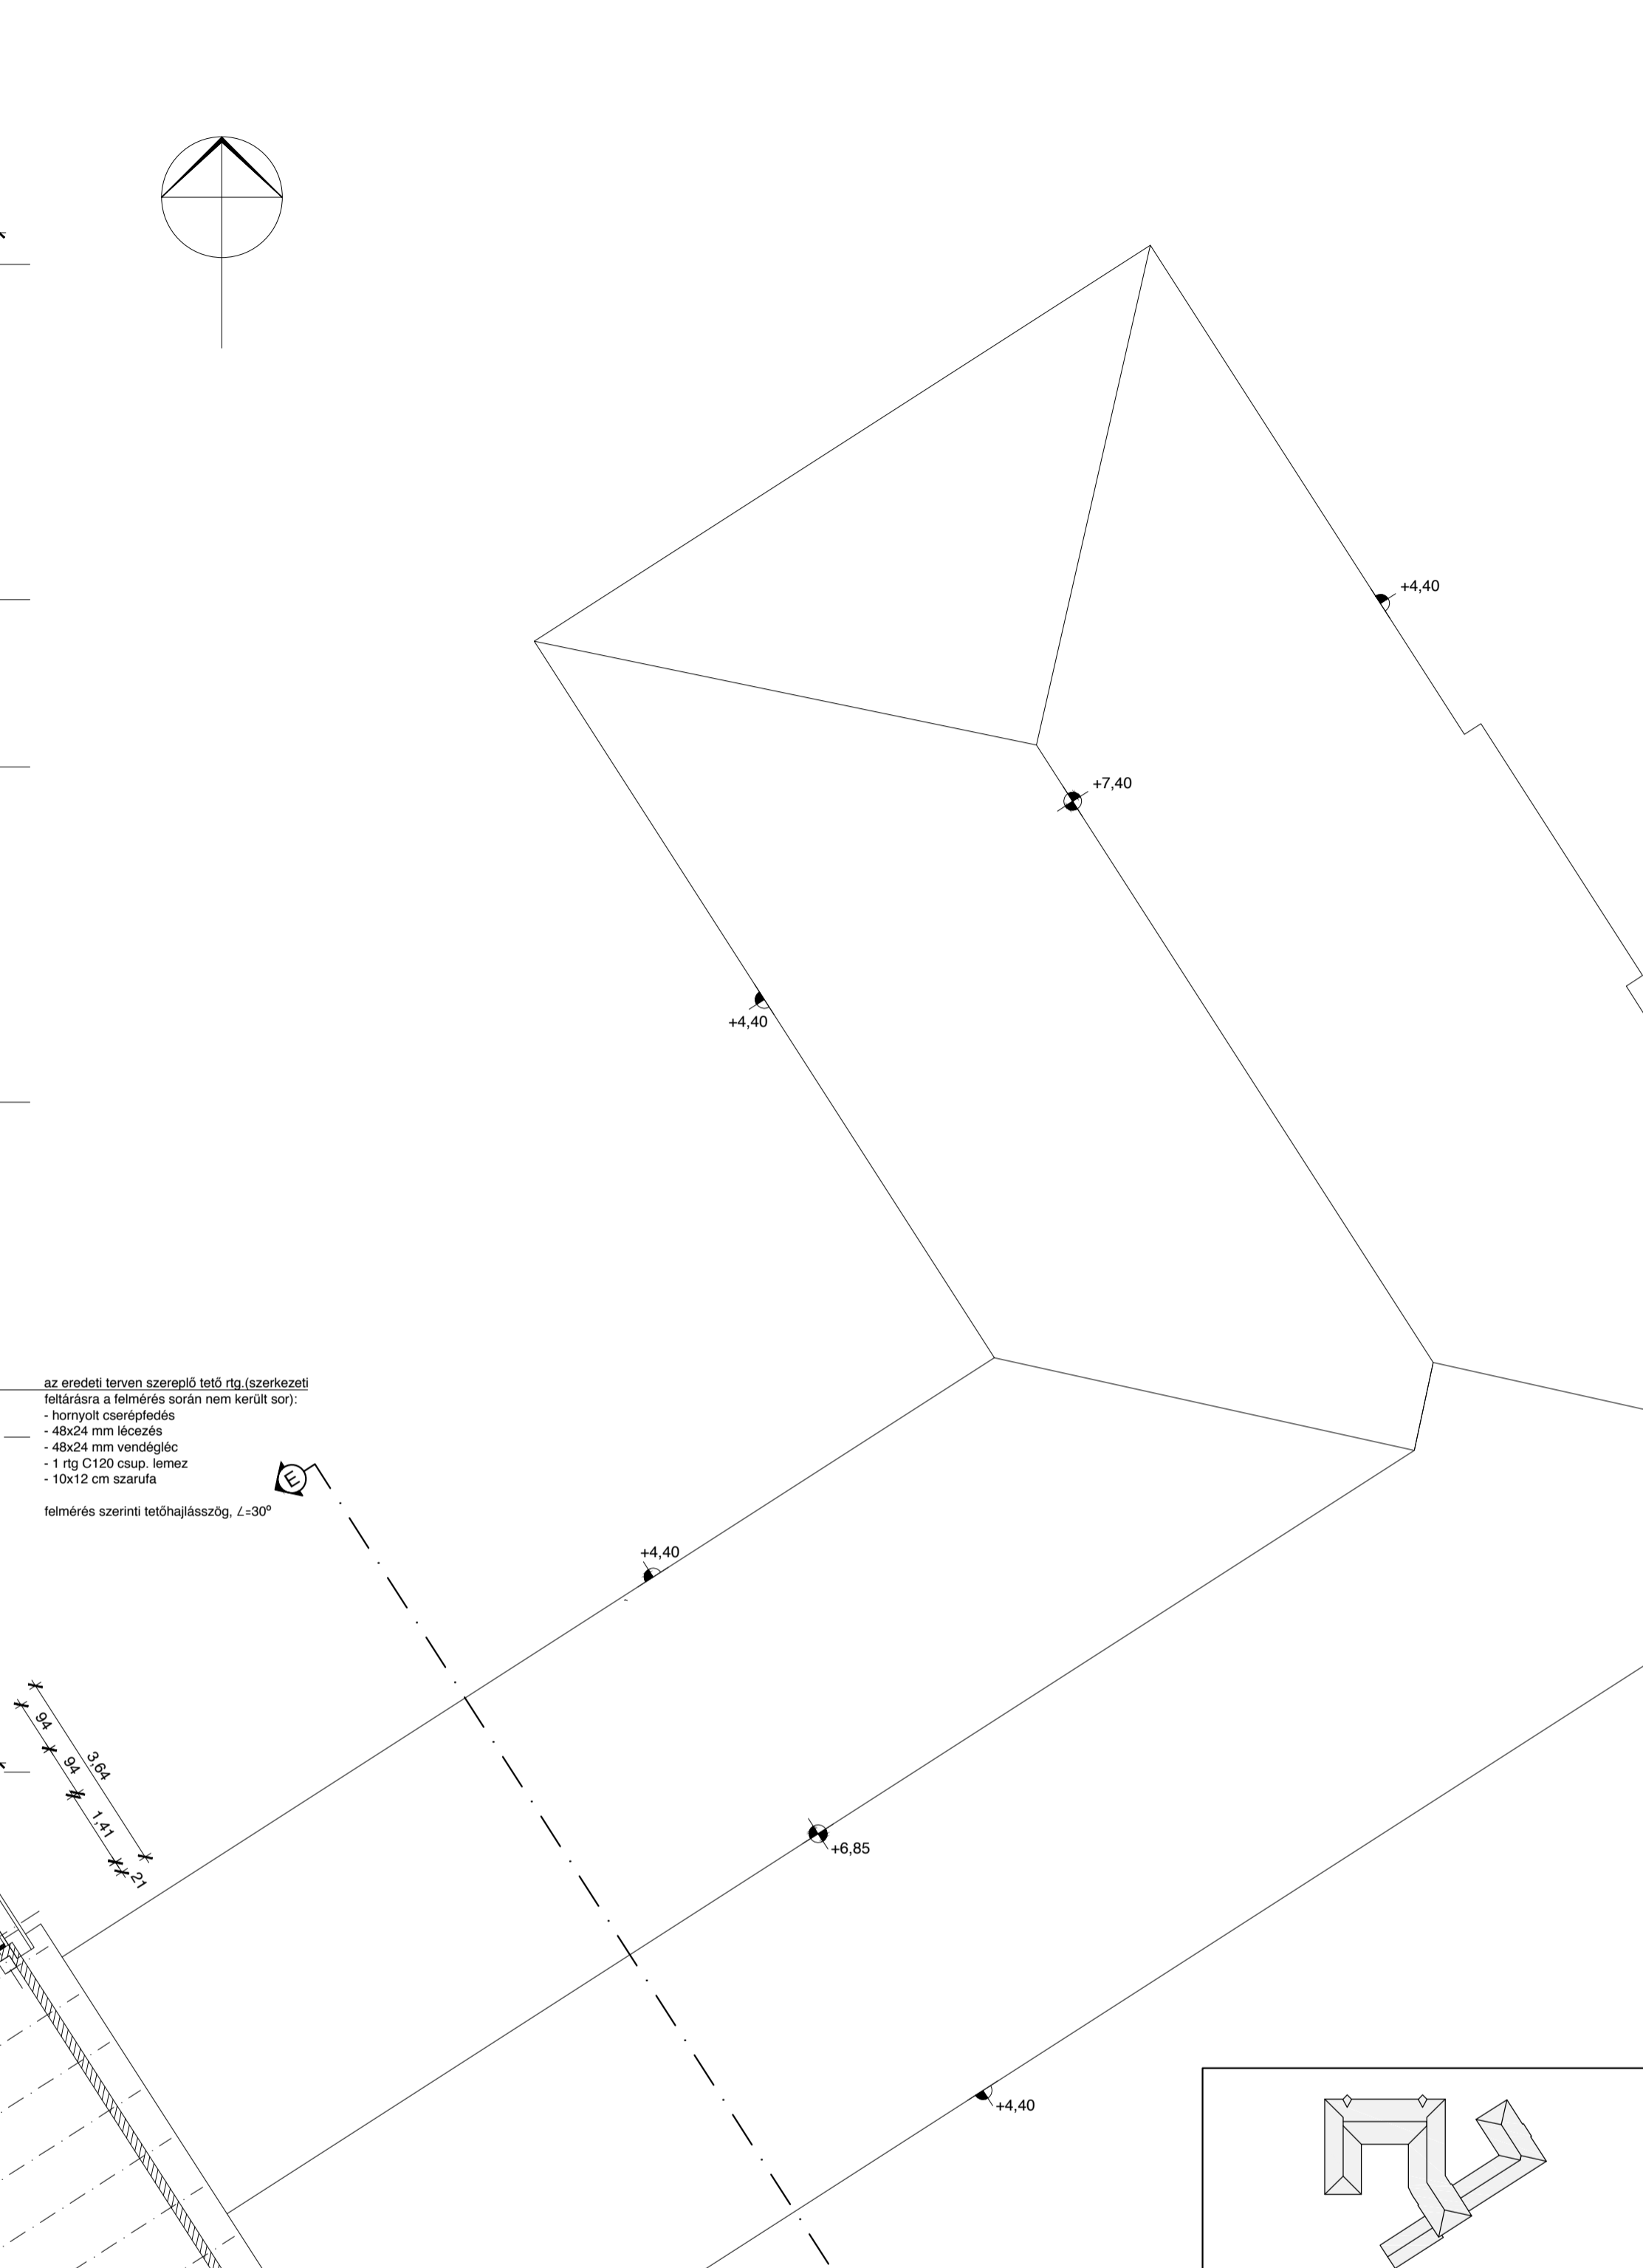 +4,40
+7,40
+4,40
az eredeti terven szereplő tető rtg.(szerkezeti
feltárásra a felmérés során nem került sor):
- hornyolt cserépfedés
- 48x24 mm lécezés
- 48x24 mm vendégléc
- 1 rtg C120 csup. lemez
- 10x12 cm szarufa
felmérés szerinti tetőhajlásszög, ∠=30º
E
+4,40
94
94
3,64
1,41
21
+6,85
+4,40